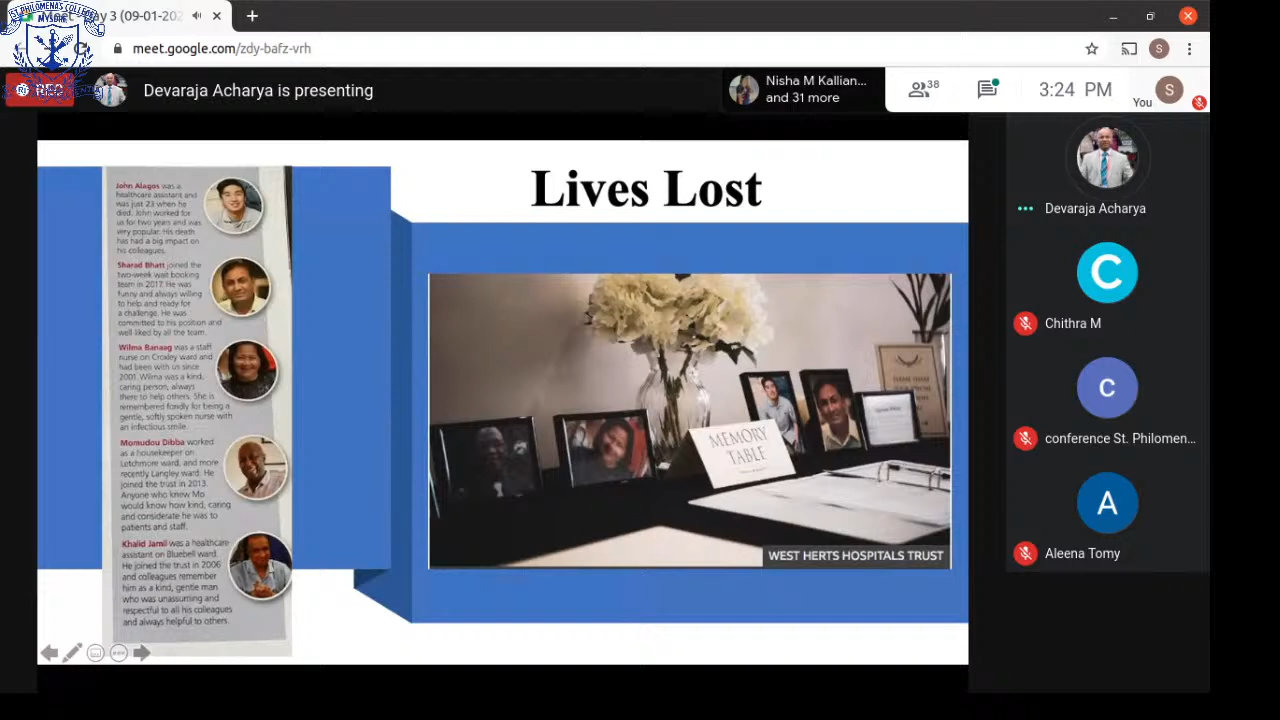 ST. PHILOMENA'S COLLEGE
MYSORE
Meet - Day 3 (09-01-202
meet.google.com/zdy-bafz-vrh
S
Devaraja Acharya is presenting
Nisha M Kallian...
and 31 more
38
3:24 PM
You
S
Lives Lost
John Alagos was a
healthcare assistant and
was just 23 when he
died. John worked for
us for two years and was
very popular. His death
has had a big impact on
his colleagues.
Sharad Bhatt joined the
two-week wait booking
team in 2017. He was
funny and always willing
to help and ready for
a challenge. He was
committed to his position and
well liked by all the team.
Wilma Banaag was a staff
nurse on Croxley ward and
had been with us since
2001. Wilma was a kind,
caring person, always
there to help others. She is
remembered fondly for being a
gentle, softly spoken nurse with
an infectious smile.
Momudou Dibba worked
as a housekeeper on
Letchmore ward, and more
recently Langley ward. He
joined the trust in 2013.
Anyone who knew Mo
would know how kind, caring
and considerate he was to
patients and staff.
Khalid Jamil was a healthcare
assistant on Bluebell ward.
He joined the trust in 2006
and colleagues remember
him as a kind, gentle man
who was unassuming and
respectful to all his colleagues
and always helpful to others.
MEMORY
TABLE
WEST HERTS HOSPITALS TRUST
Devaraja Acharya
C
Chithra M
c
conference St. Philomen...
A
Aleena Tomy